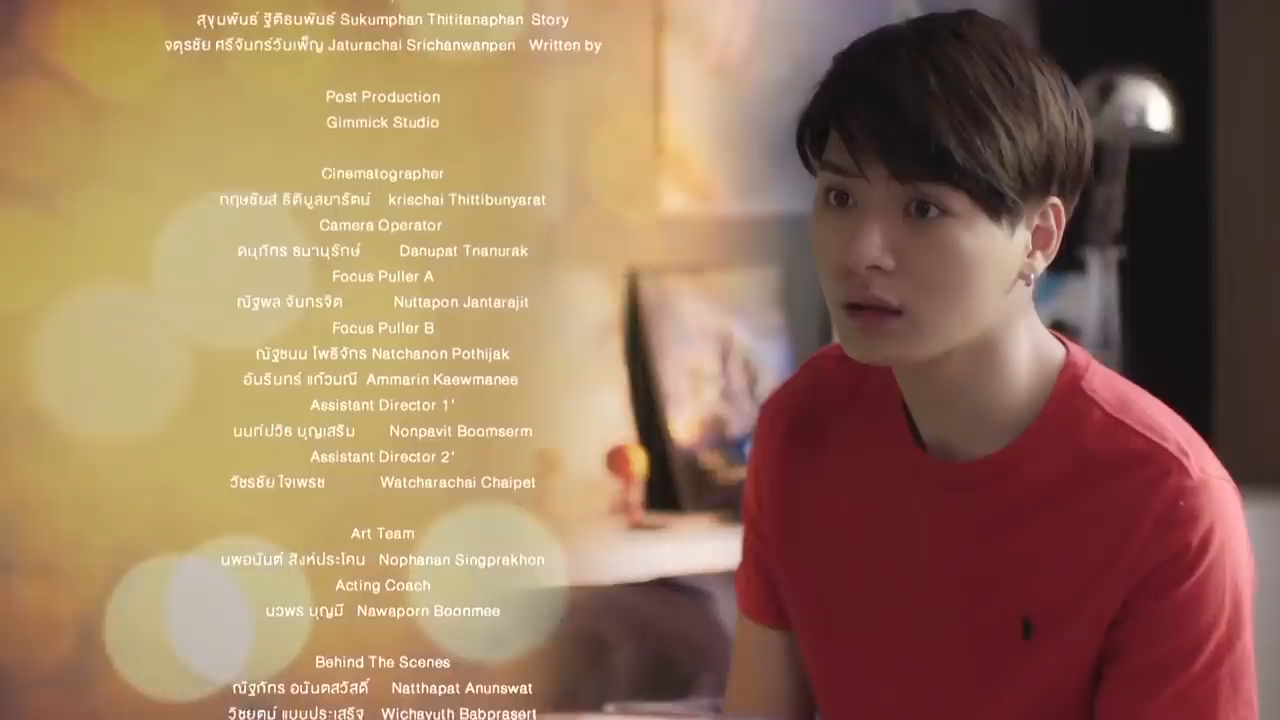 สุขุมพันธ์ ฐิติธนพันธ์ Sukumphan Thititanaphan Story
จตุรชัย ศรีจันทร์วันเพ็ญ Jaturachai Srichanwanpen Written by
Post Production
Gimmick Studio
Cinematographer
กฤษชัยส์ ธิติบูลยารัตน์ krischai Thittibunyarat
Camera Operator
ดนุภัทร ธนานุรักษ์ Danupat Tnanurak
Focus Puller A
ณัฐพล จันทรจิต Nuttapon Jantarajit
Focus Puller B
ณัฐชนน โพธิจักร Natchanon Pothijak
อัมรินทร์ แก้วมณี Ammarin Kaewmanee
Assistant Director 1'
นนท์ปวิธ บุญเสริม Nonpavit Boomserm
Assistant Director 2'
วัชรชัย ใจเพรช Watcharachai Chaipet
Art Team
นพอนันต์ สิงห์ประโคน Nophanan Singprakhon
Acting Coach
นวพร บุญมี Nawaporn Boonmee
Behind The Scenes
ณัฐภัทร อนันตสวัสดิ์ Natthapat Anunswat
วิชยุตม์ แบบประเสริฐ Wichayuth Babprasert